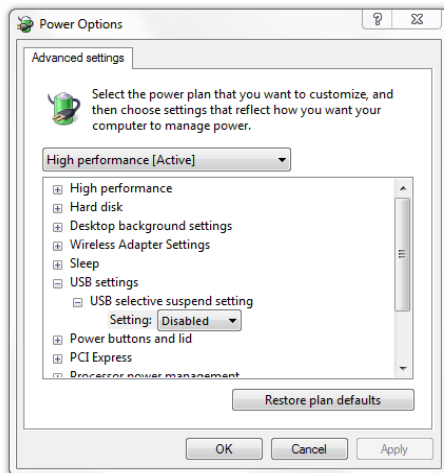 Power Options
Advanced settings
Select the power plan that you want to customize, and
then choose settings that reflect how you want your
computer to manage power.
High performance [Active]
High performance
Hard disk
Desktop background settings
Wireless Adapter Settings
Sleep
USB settings
USB selective suspend setting
Setting: Disabled
Power buttons and lid
PCI Express
Processor power management
Restore plan defaults
OK Cancel Apply